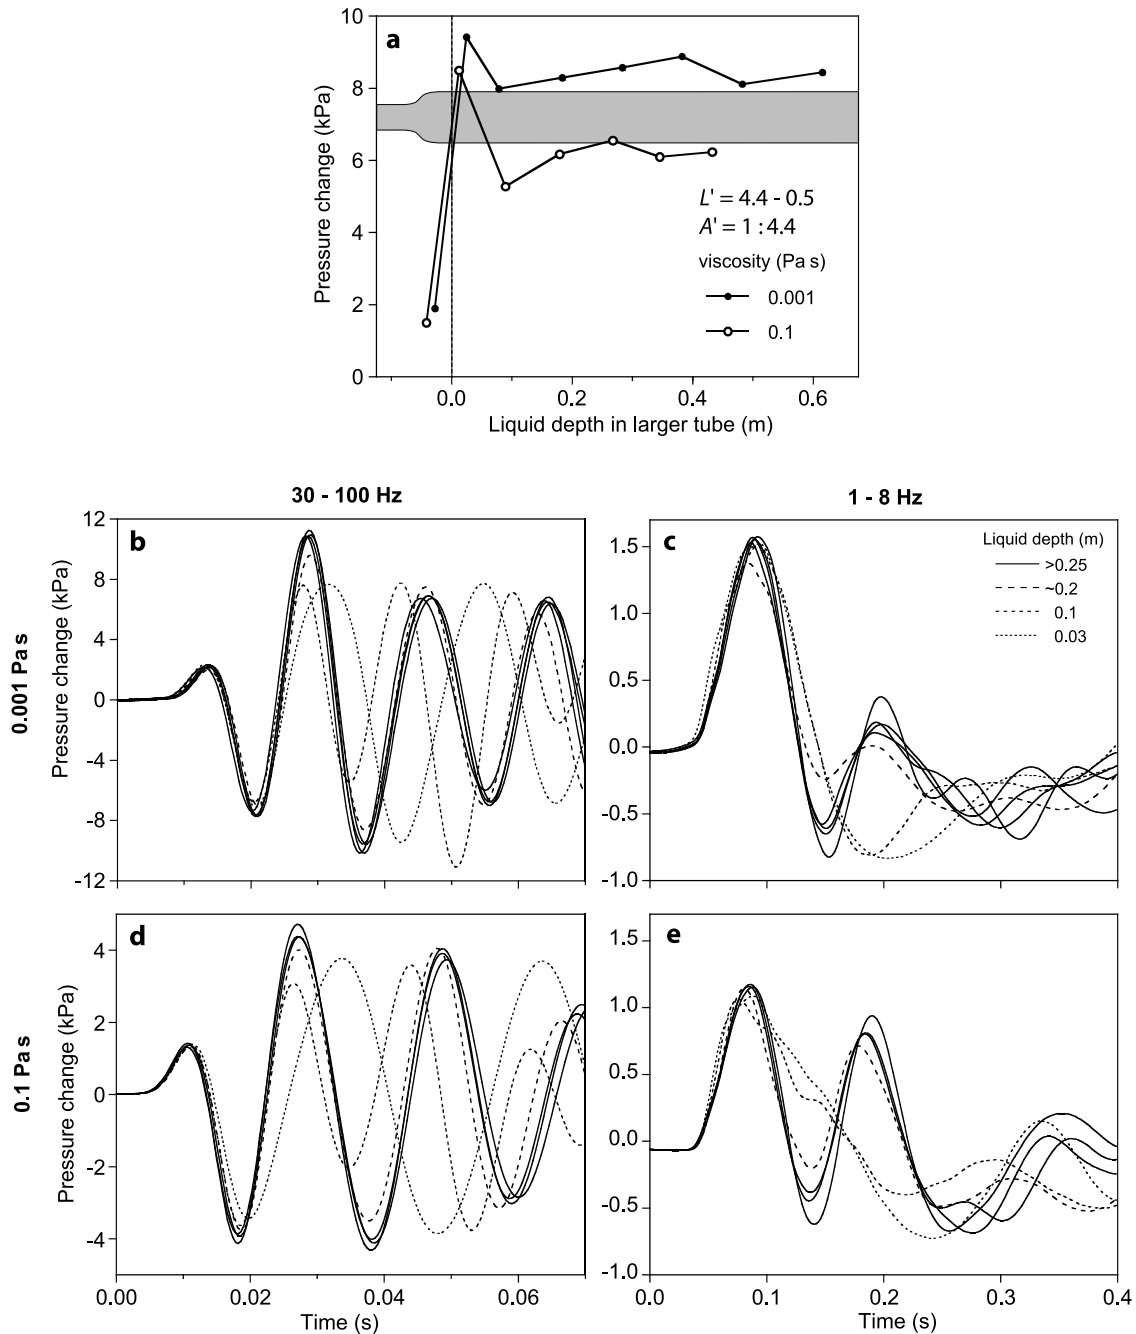 a
10
8
6
4
2
0
Pressure change (kPa)
L' = 4.4 - 0.5
A' = 1 : 4.4
viscosity (Pa s)
0.001
0.1
0.0
0.2
0.4
0.6
Liquid depth in larger tube (m)
30 - 100 Hz
1 - 8 Hz
0.001 Pa s
Pressure change (kPa)
b
12
8
4
0
-4
-8
-12
c
1.5
1.0
0.5
0.0
-0.5
-1.0
Liquid depth (m)
>0.25
~0.2
0.1
0.03
0.1 Pa s
Pressure change (kPa)
d
4
2
0
-2
-4
0.00
0.02
0.04
0.06
Time (s)
e
1.5
1.0
0.5
0.0
-0.5
-1.0
0.0
0.1
0.2
0.3
0.4
Time (s)